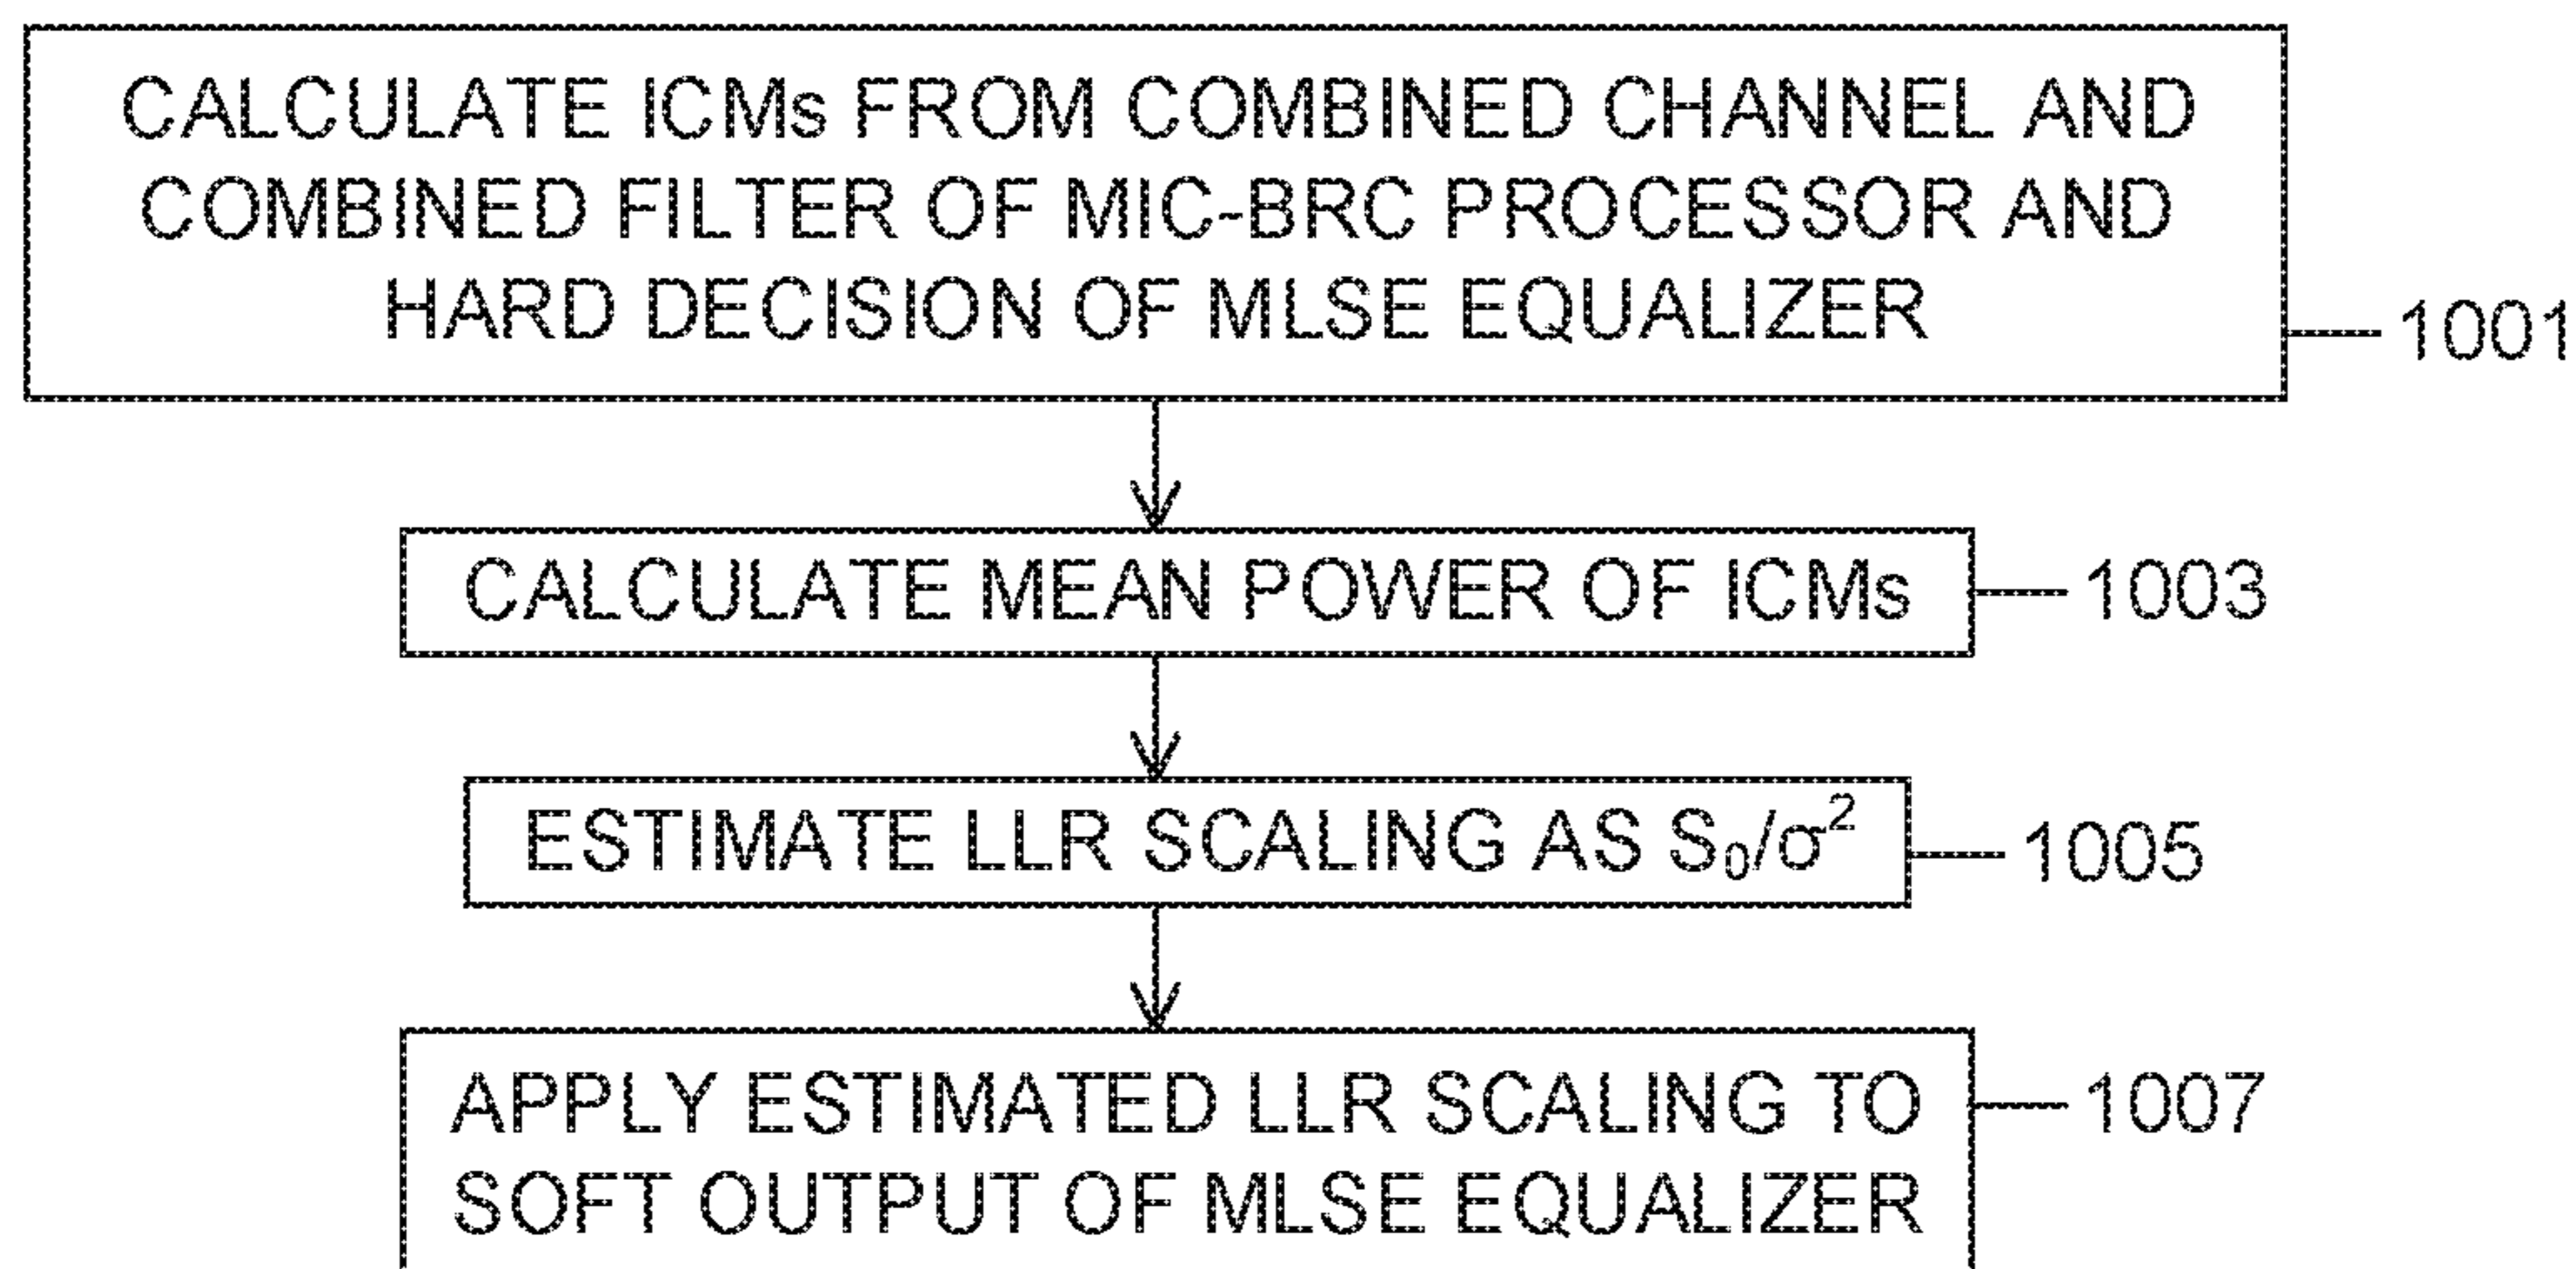 CALCULATE ICMs FROM COMBINED CHANNEL AND
COMBINED FILTER OF MIC-BRC PROCESSOR AND
HARD DECISION OF MLSE EQUALIZER
1001
CALCULATE MEAN POWER OF ICMs
1003
ESTIMATE LLR SCALING AS S₀/σ²
1005
APPLY ESTIMATED LLR SCALING TO
1007
SOFT OUTPUT OF MLSE EQUALIZER